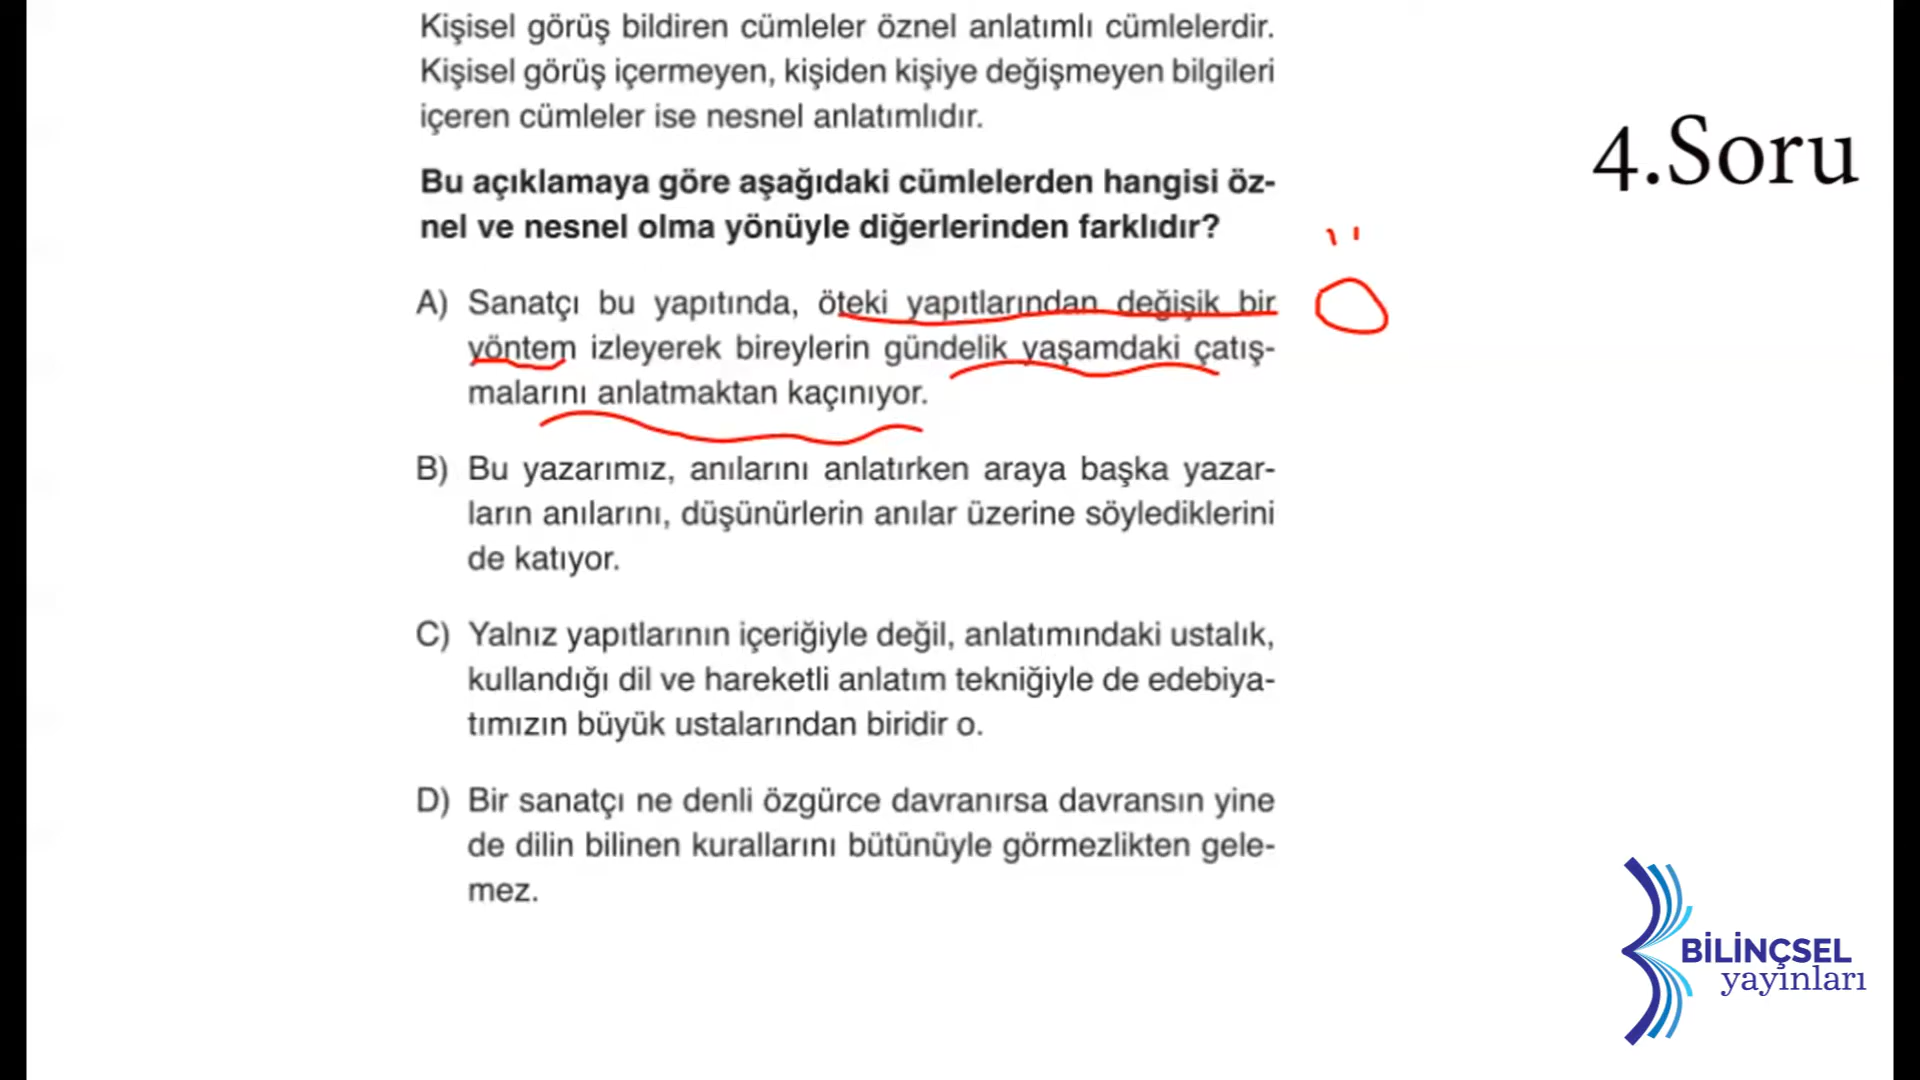 Kişisel görüş bildiren cümleler öznel anlatımlı cümlelerdir.
Kişisel görüş içermeyen, kişiden kişiye değişmeyen bilgileri
içeren cümleler ise nesnel anlatımlıdır.
4.Soru
Bu açıklamaya göre aşağıdaki cümlelerden hangisi öz-
nel ve nesnel olma yönüyle diğerlerinden farklıdır?
A) Sanatçı bu yapıtında, öteki yapıtlarından değişik bir
yöntem izleyerek bireylerin gündelik yaşamdaki çatış-
malarını anlatmaktan kaçınıyor.
Ö
B) Bu yazarımız, anılarını anlatırken araya başka yazar-
ların anılarını, düşünürlerin anılar üzerine söylediklerini
de katıyor.
C) Yalnız yapıtlarının içeriğiyle değil, anlatımındaki ustalık,
kullandığı dil ve hareketli anlatım tekniğiyle de edebiya-
tımızın büyük ustalarından biridir o.
D) Bir sanatçı ne denli özgürce davranırsa davransın yine
de dilin bilinen kurallarını bütünüyle görmezlikten gele-
mez.
BİLİNÇSEL
yayınları